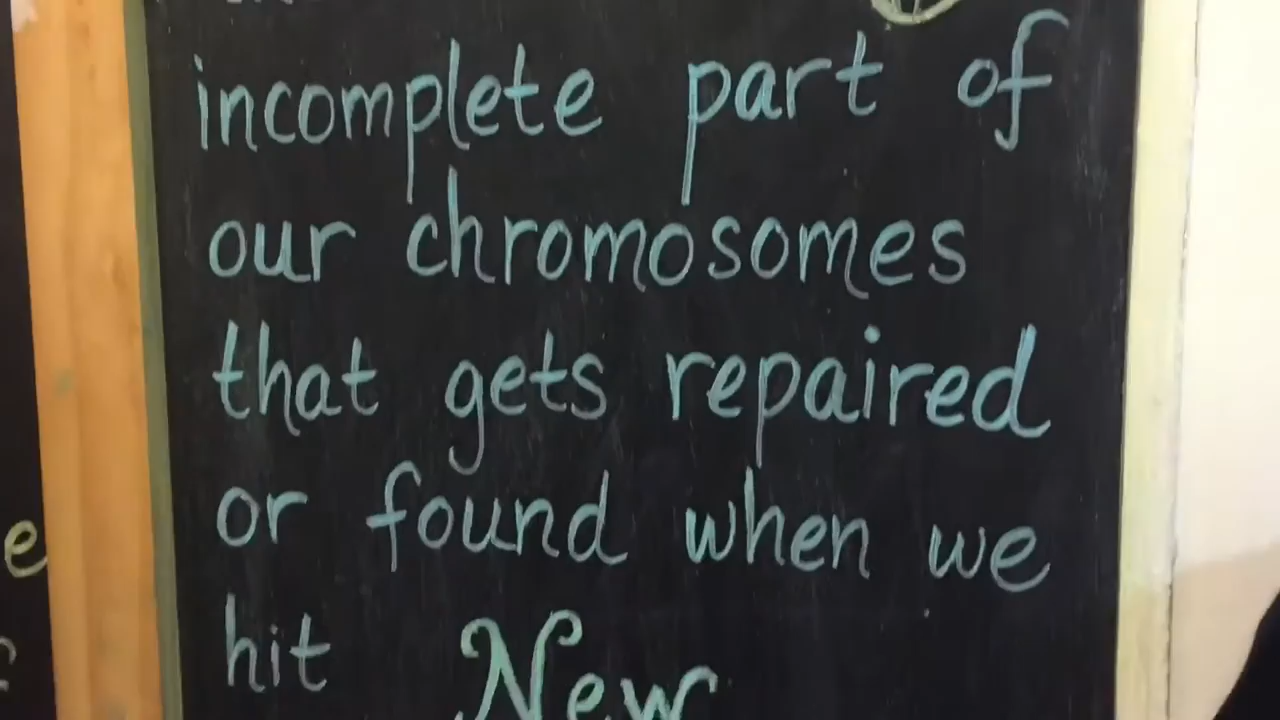 incomplete part of
our chromosomes
that gets repaired
or found when we
hit New